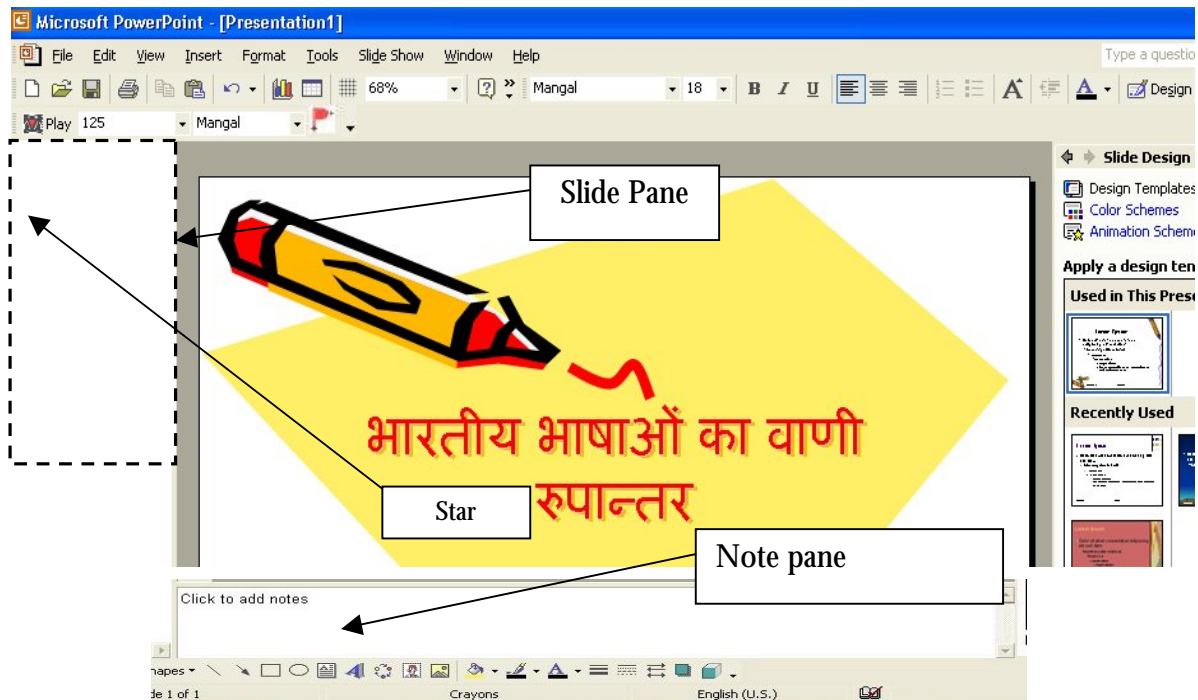 Microsoft PowerPoint - [Presentation1]
File Edit View Insert Format Tools Slide Show Window Help Type a questio
68% Mangal 18 B I U A A Design
Play 125 Mangal
Slide Design
Design Templates
Color Schemes
Animation Scheme
Apply a design ten
Used in This Prese
Recently Used
Slide Pane
भारतीय भाषाओं का वाणी
रुपान्तर
Star
Note pane
Click to add notes
hapes
de 1 of 1 Crayons English (U.S.)